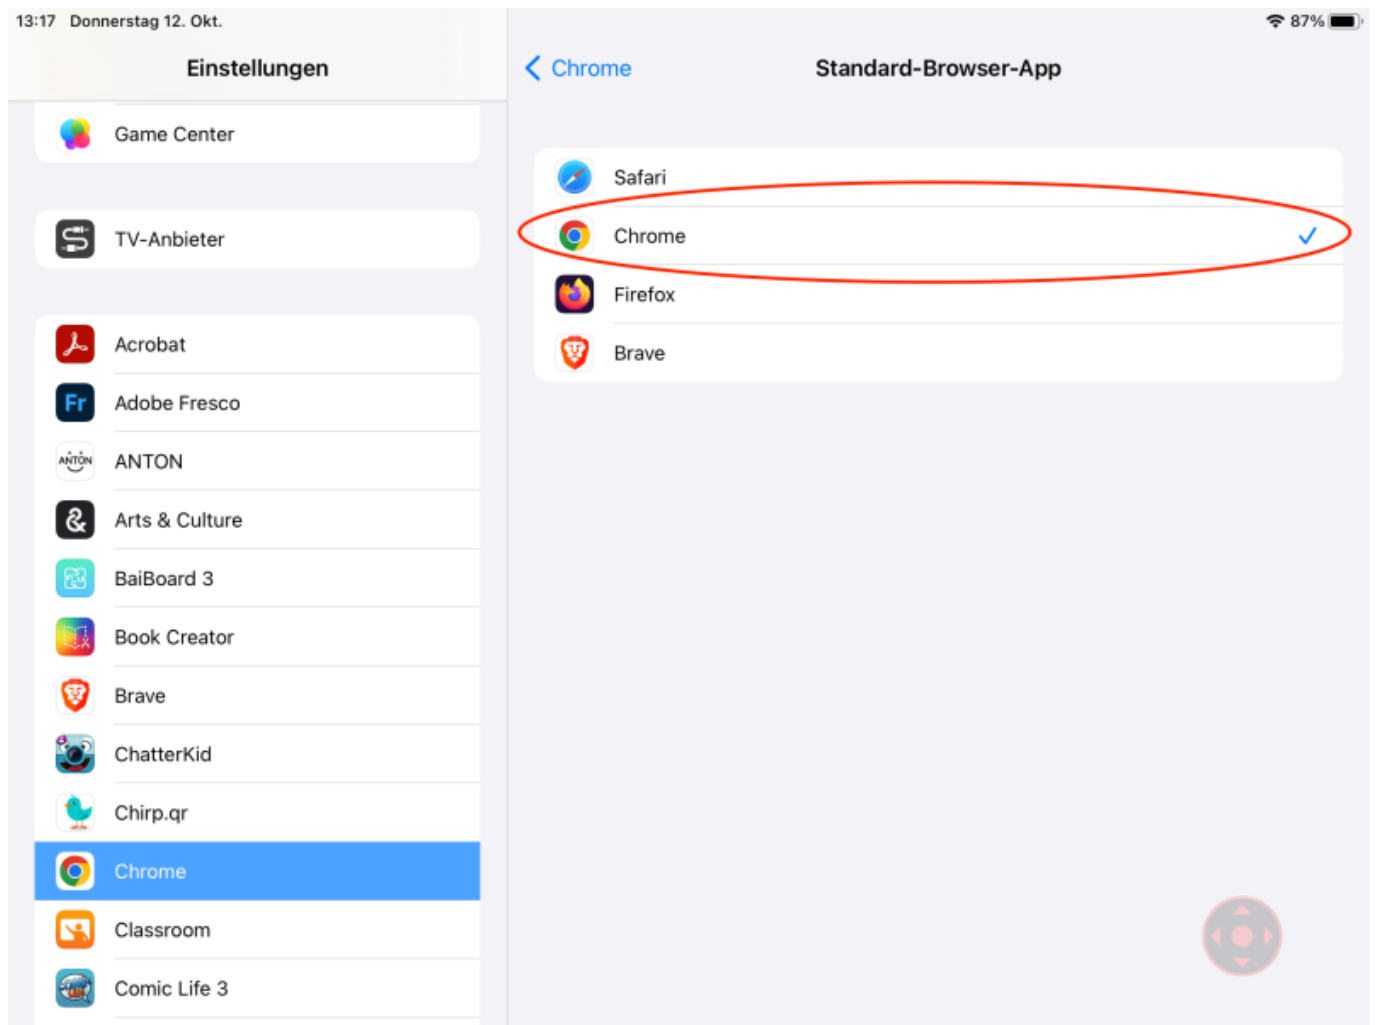 13:17 Donnerstag 12. Okt.
87%
Einstellungen
Game Center
TV-Anbieter
Acrobat
Fr
Adobe Fresco
ANTON
ANTON
&
Arts & Culture
BaiBoard 3
Book Creator
Brave
ChatterKid
Chirp.qr
Chrome
Classroom
Comic Life 3
Chrome
Standard-Browser-App
Safari
Chrome
Firefox
Brave